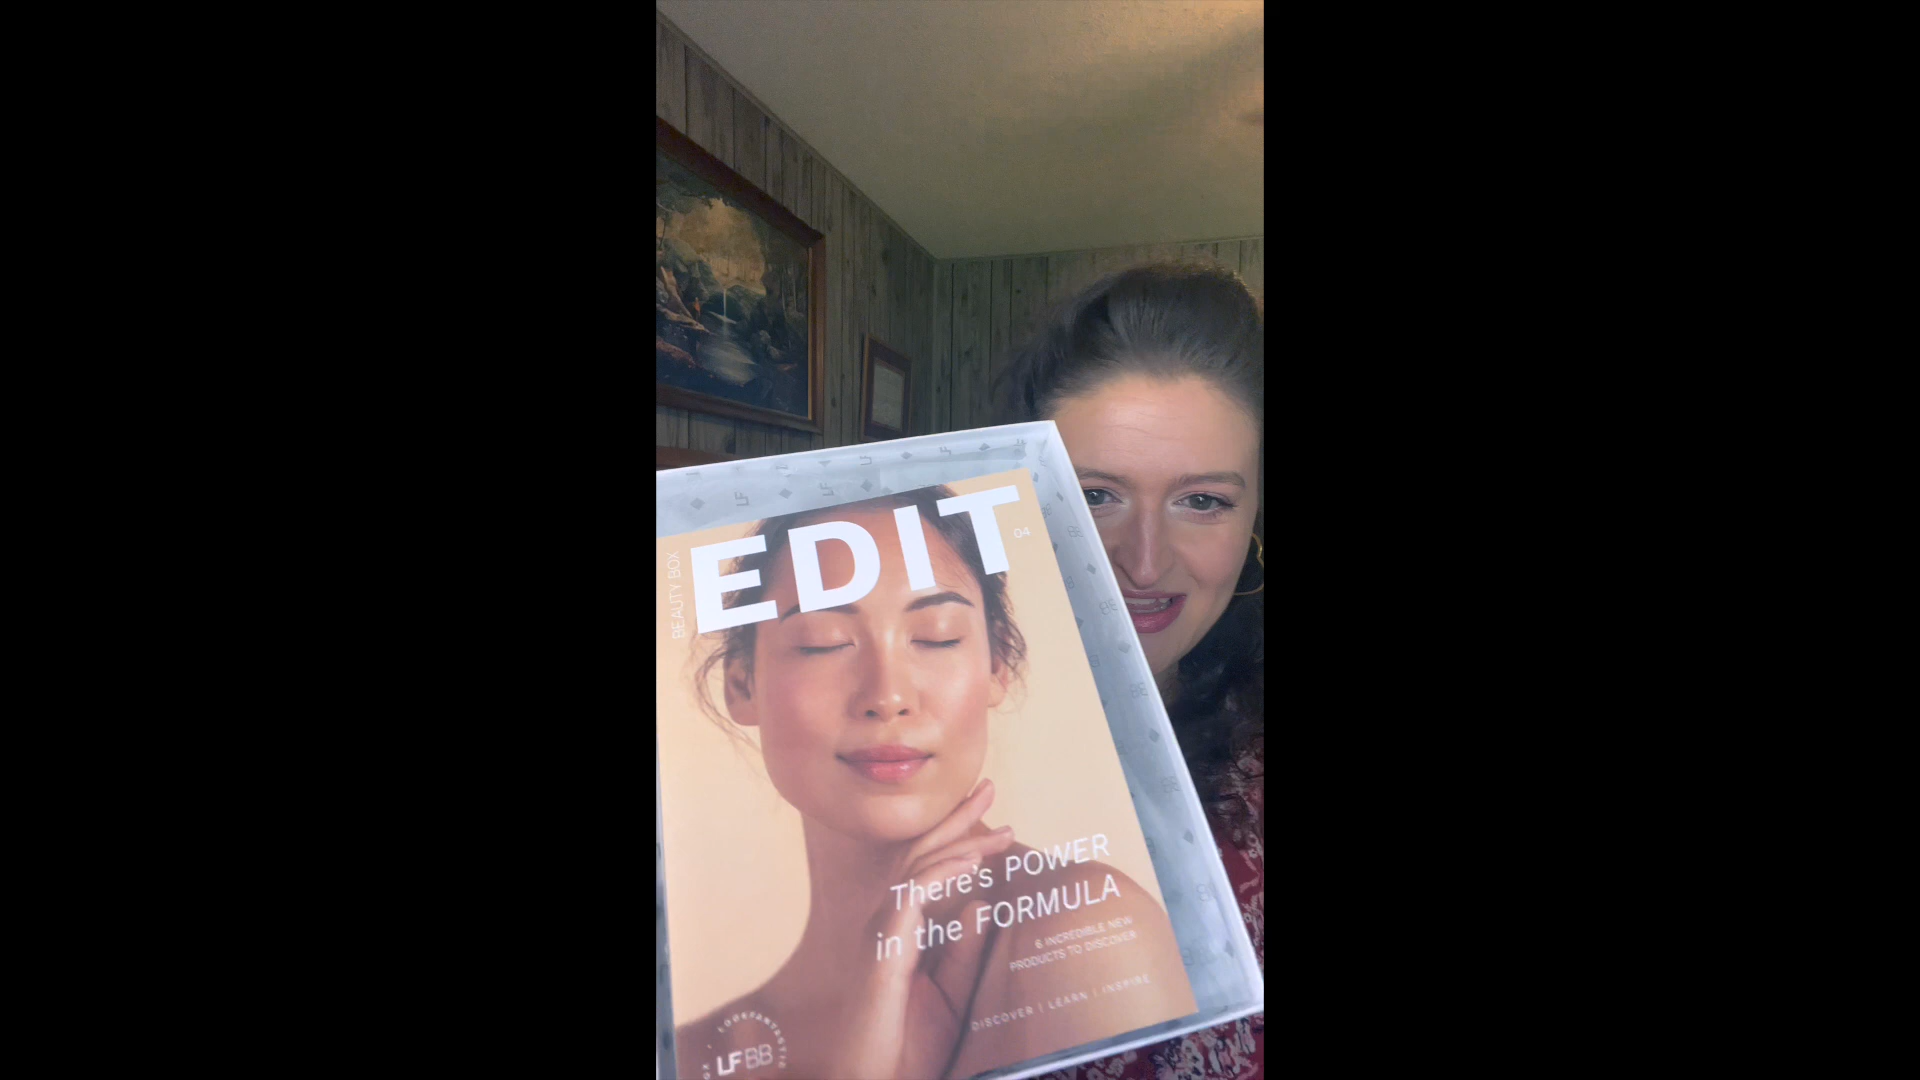 BEAUTY BOX
EDIT
04
There's POWER
in the FORMULA
6 INCREDIBLE NEW
PRODUCTS TO DISCOVER
DISCOVER | LEARN | INSPIRE
LOOKFANTASTIC
LFBB